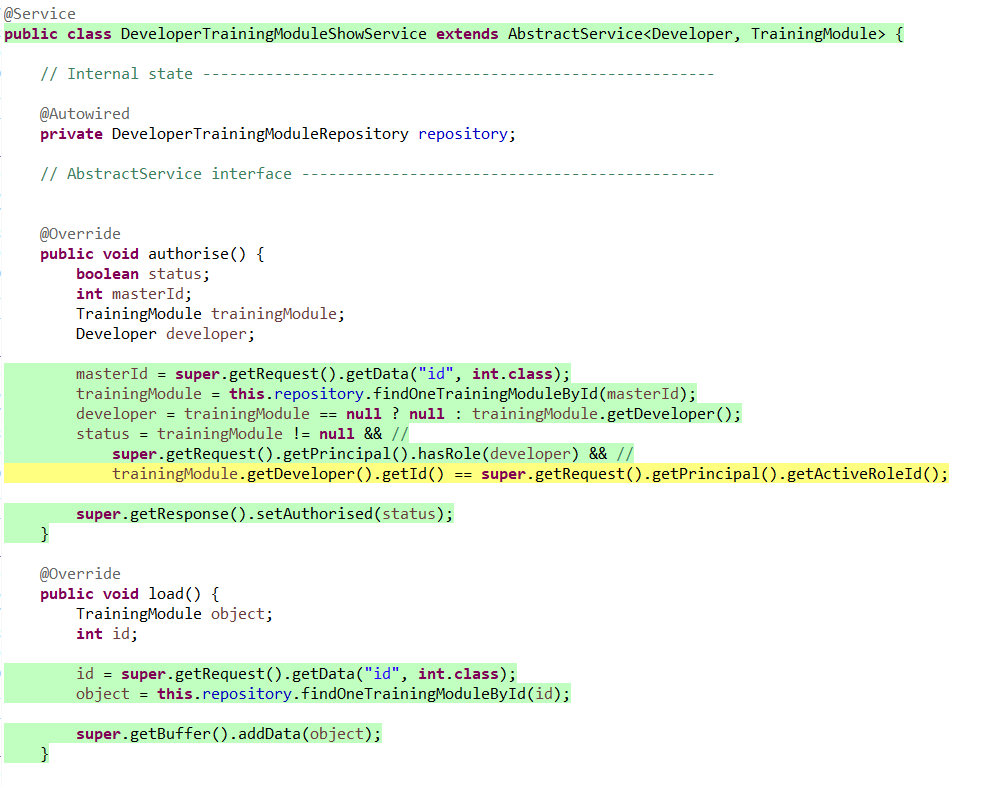 @Service
public class DeveloperTrainingModuleShowService extends AbstractService<Developer, TrainingModule> {
// Internal state ---------------------------------------------------------
@Autowired
private DeveloperTrainingModuleRepository repository;
// AbstractService interface ----------------------------------------------
@Override
public void authorise() {
boolean status;
int masterId;
TrainingModule trainingModule;
Developer developer;
masterId = super.getRequest().getData("id", int.class);
trainingModule = this.repository.findOneTrainingModuleById(masterId);
developer = trainingModule == null ? null : trainingModule.getDeveloper();
status = trainingModule != null && //
super.getRequest().getPrincipal().hasRole(developer) && //
trainingModule.getDeveloper().getId() == super.getRequest().getPrincipal().getActiveRoleId();
super.getResponse().setAuthorised(status);
}
@Override
public void load() {
TrainingModule object;
int id;
id = super.getRequest().getData("id", int.class);
object = this.repository.findOneTrainingModuleById(id);
super.getBuffer().addData(object);
}